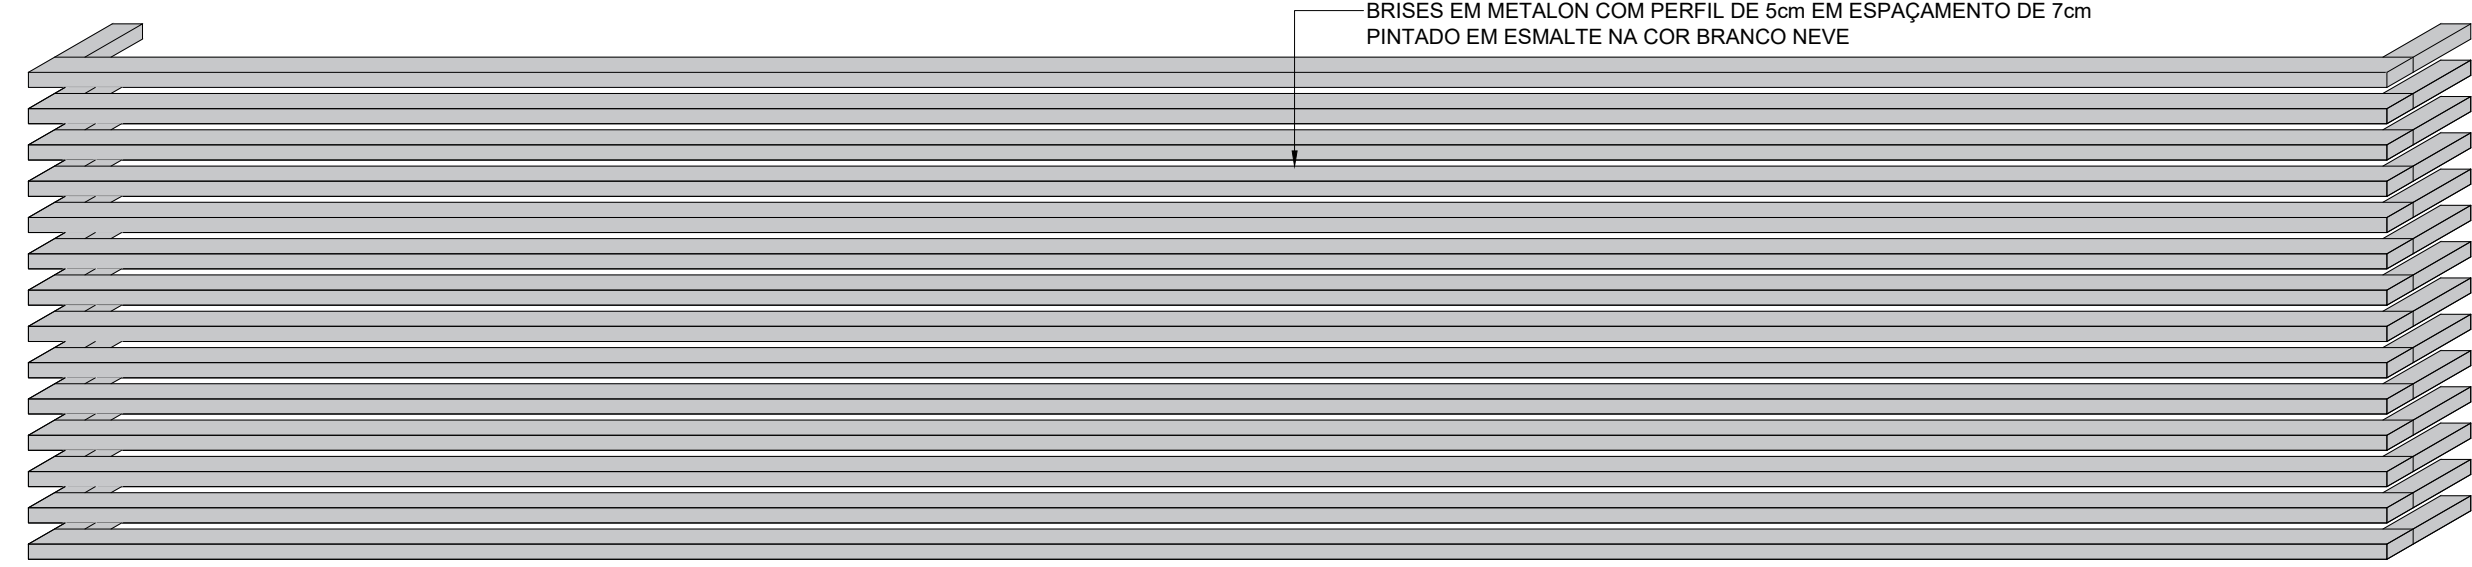 BRISES EM METALON COM PERFIL DE 5cm EM ESPAÇAMENTO DE 7cm
PINTADO EM ESMALTE NA COR BRANCO NEVE